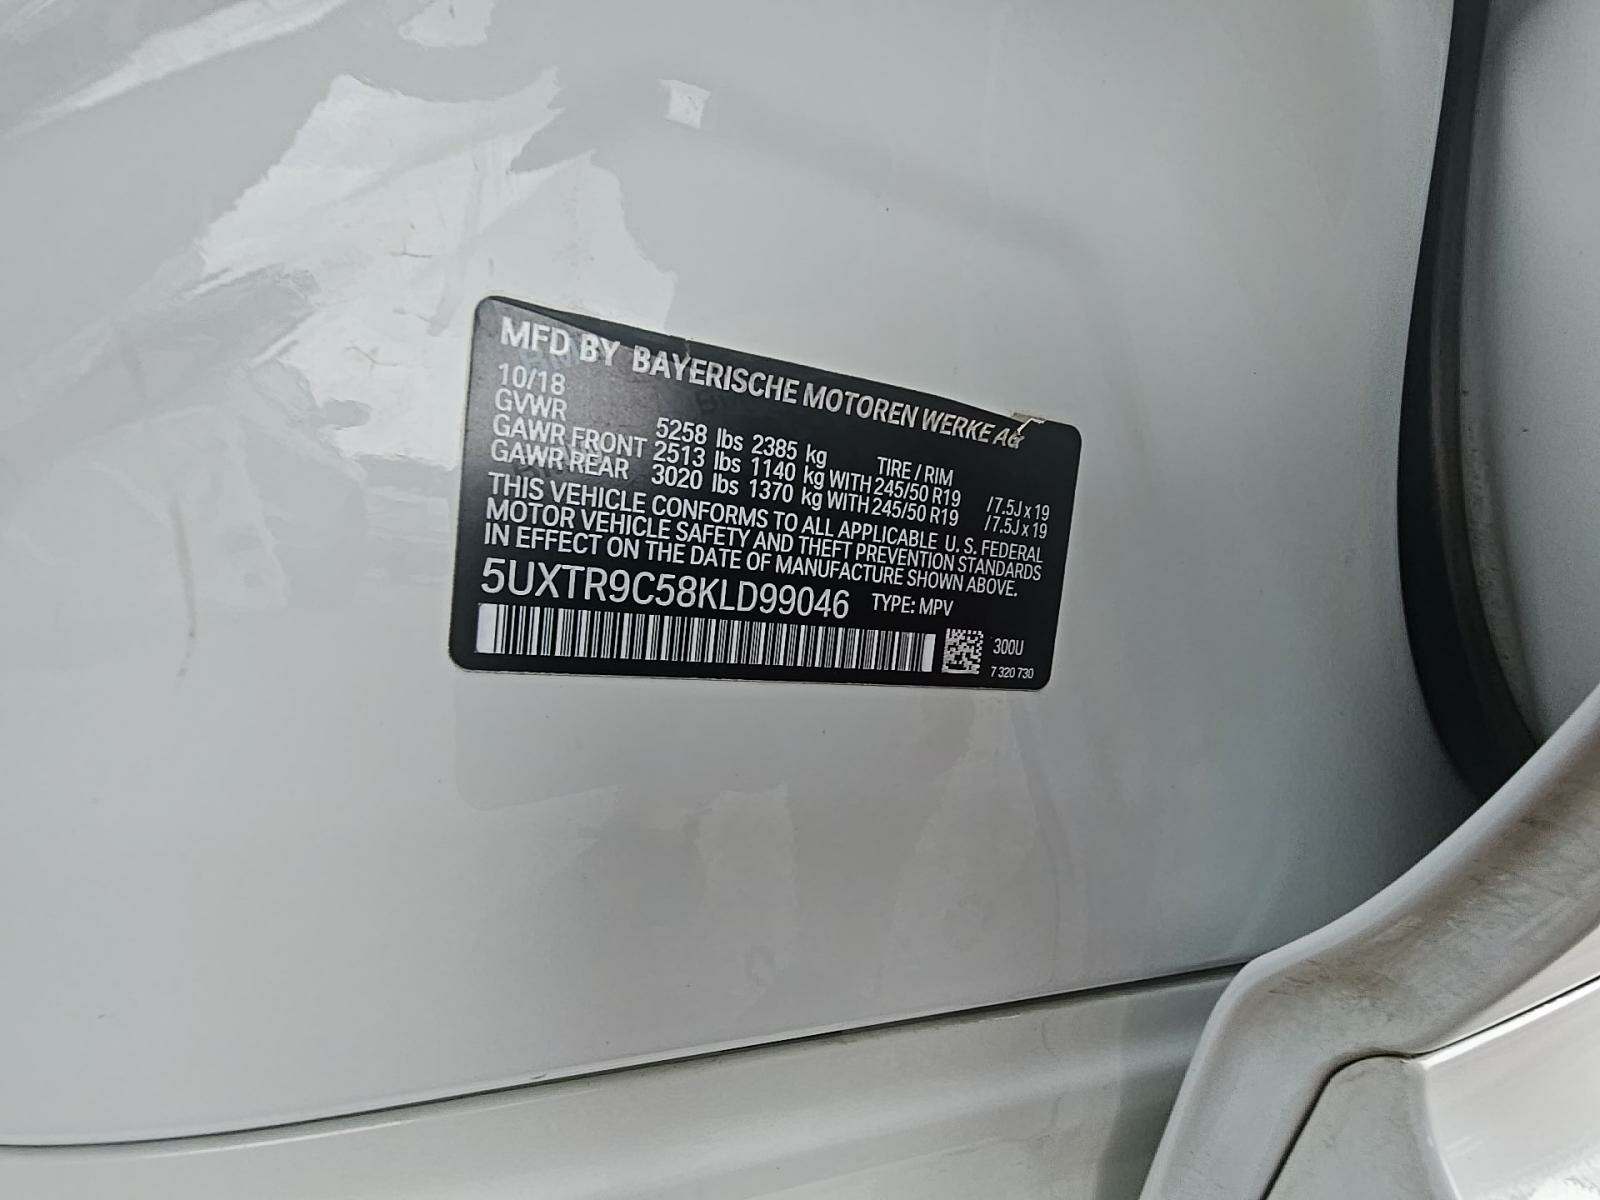 MFD BY BAYERISCHE MOTOREN WERKE AG
10/18
GVWR 5258 lbs 2385 kg TIRE / RIM
GAWR FRONT 2513 lbs 1140 kg WITH 245/50 R19 /7.5J x 19
GAWR REAR 3020 lbs 1370 kg WITH 245/50 R19 /7.5J x 19
THIS VEHICLE CONFORMS TO ALL APPLICABLE U. S. FEDERAL
MOTOR VEHICLE SAFETY AND THEFT PREVENTION STANDARDS
IN EFFECT ON THE DATE OF MANUFACTURE SHOWN ABOVE.
5UXTR9C58KLD99046 TYPE: MPV
300U
7 320 730